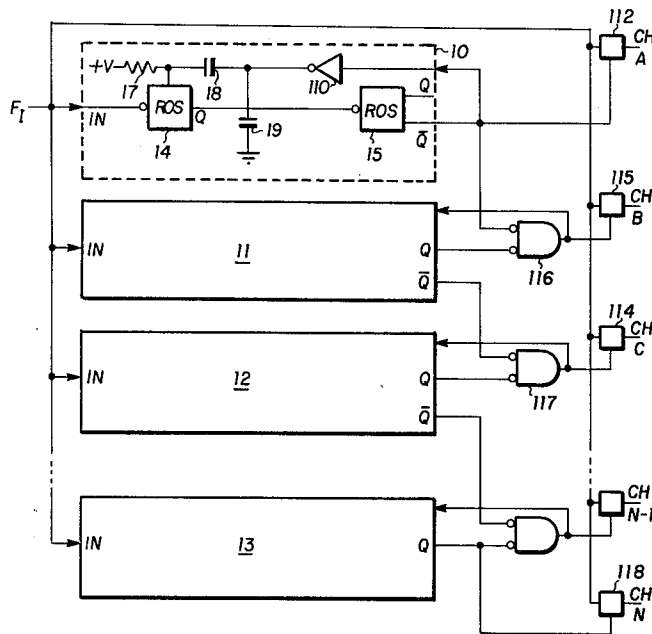 10
112
CH
A
+V
17
18
110
Q
F_I
IN
ROS
Q
14
19
ROS
15
Q̅
115
CH
B
IN
11
Q
Q̅
116
114
CH
C
IN
12
Q
Q̅
117
CH
N-1
IN
13
Q
118
CH
N